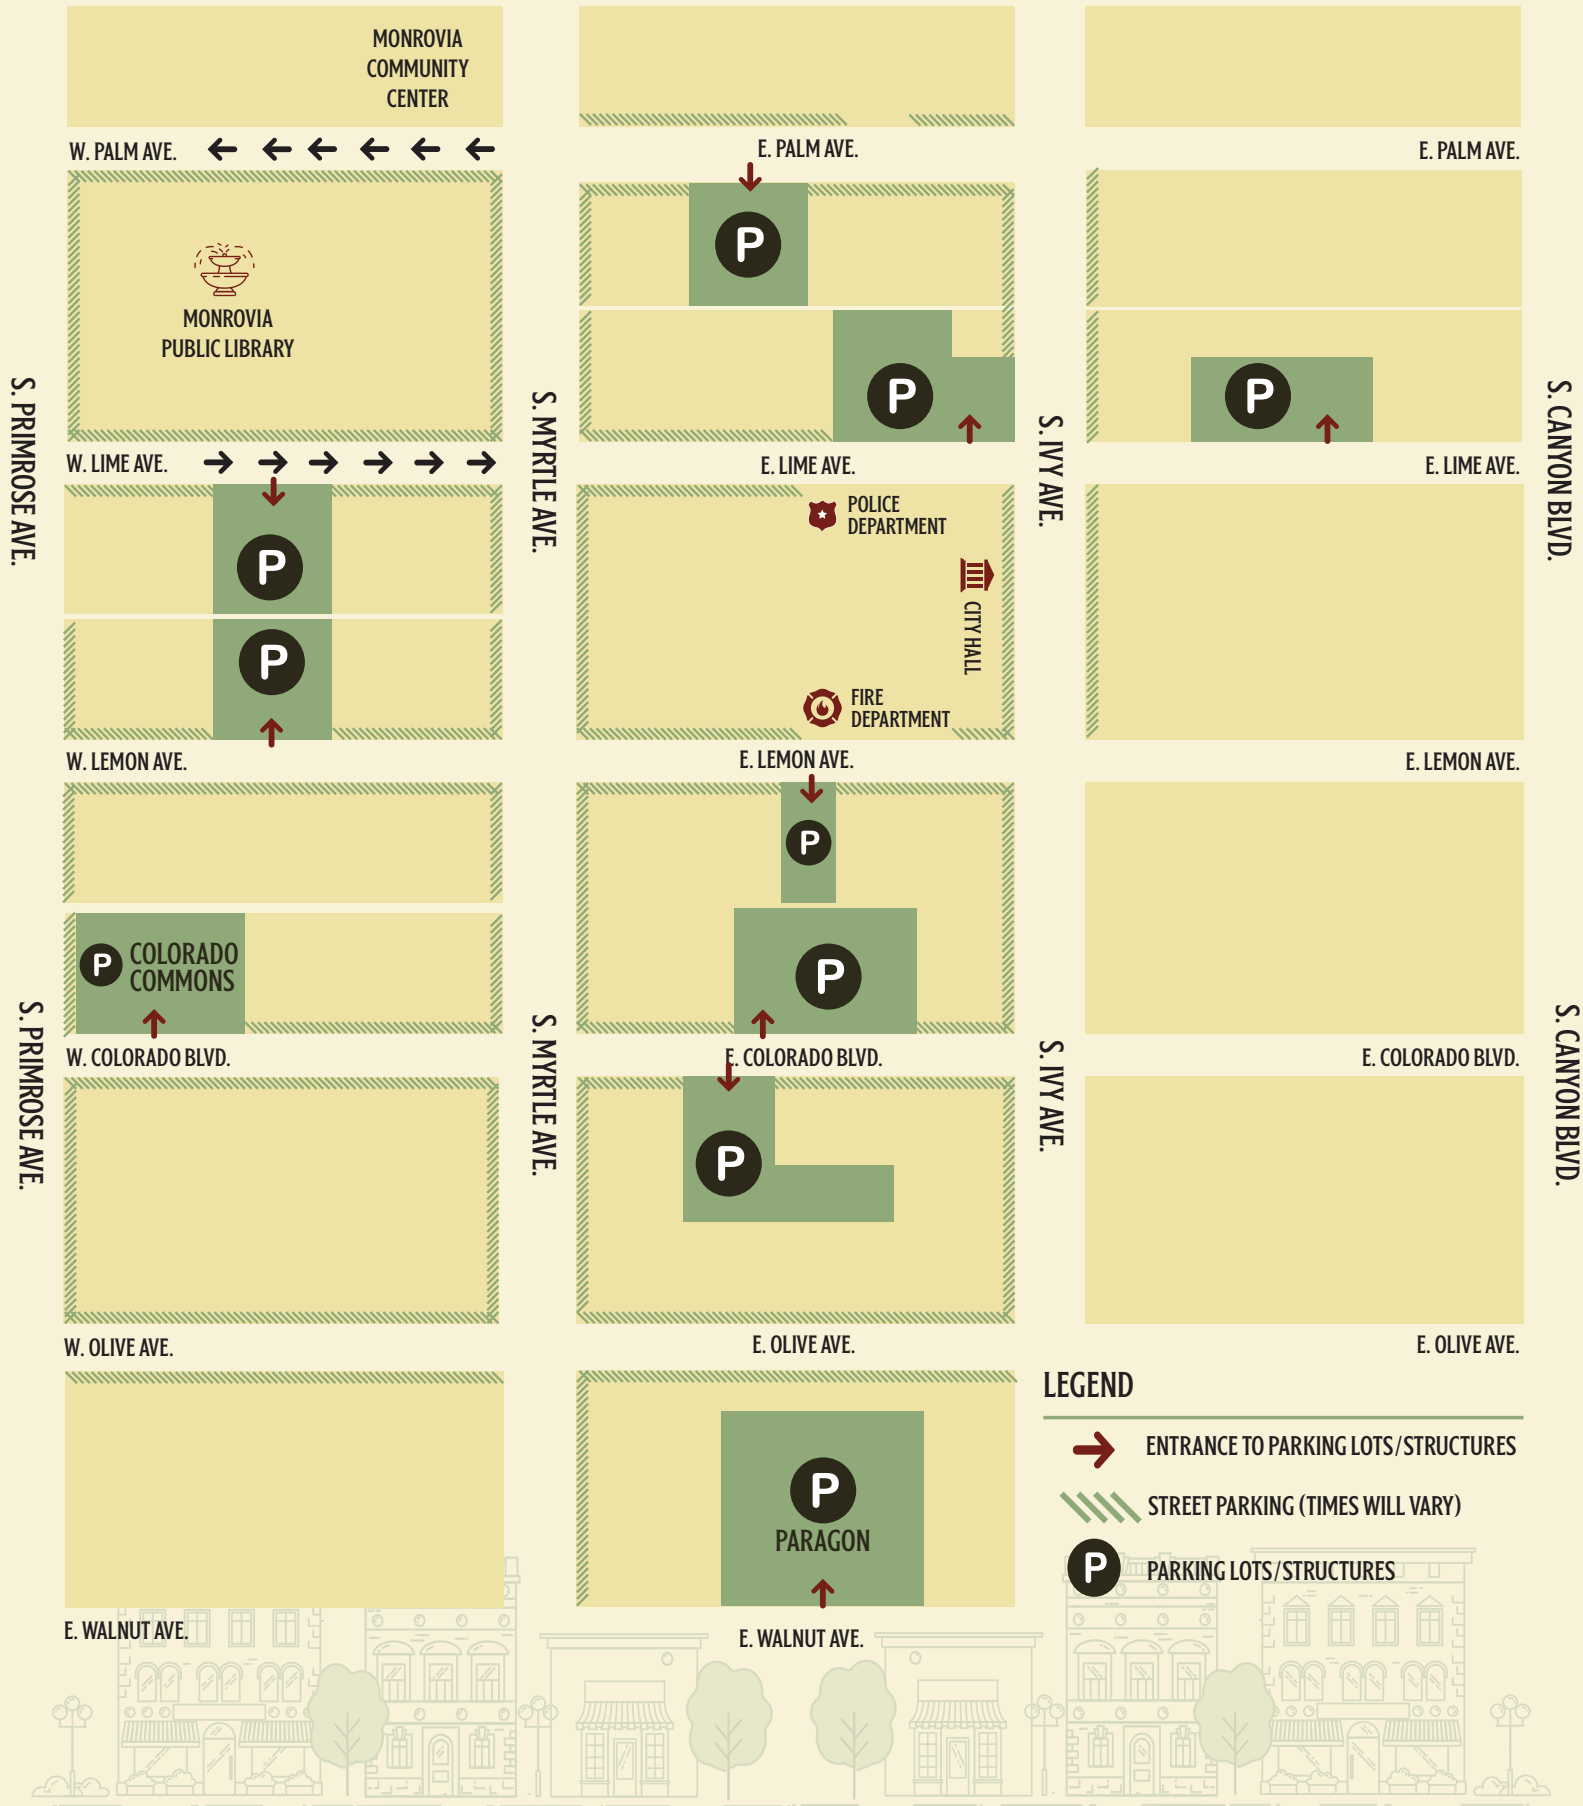 MONROVIA
COMMUNITY
CENTER
W. PALM AVE.
E. PALM AVE.
E. PALM AVE.
P
MONROVIA
PUBLIC LIBRARY
P
P
S. PRIMROSE AVE.
S. MYRTLE AVE.
S. IVY AVE.
S. CANYON BLVD.
W. LIME AVE.
E. LIME AVE.
E. LIME AVE.
POLICE
DEPARTMENT
P
CITY HALL
P
FIRE
DEPARTMENT
W. LEMON AVE.
E. LEMON AVE.
E. LEMON AVE.
P
P
COLORADO
COMMONS
P
W. COLORADO BLVD.
E. COLORADO BLVD.
E. COLORADO BLVD.
S. PRIMROSE AVE.
S. MYRTLE AVE.
S. IVY AVE.
S. CANYON BLVD.
P
W. OLIVE AVE.
E. OLIVE AVE.
E. OLIVE AVE.
LEGEND
ENTRANCE TO PARKING LOTS/STRUCTURES
STREET PARKING (TIMES WILL VARY)
P
PARKING LOTS/STRUCTURES
P
PARAGON
E. WALNUT AVE.
E. WALNUT AVE.